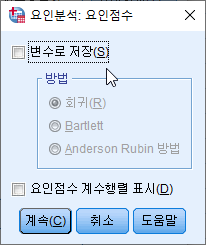 요인분석: 요인점수
변수로 저장(S)
방법
회귀(R)
Bartlett
Anderson Rubin 방법
요인점수 계수행렬 표시(D)
계속(C) 취소 도움말